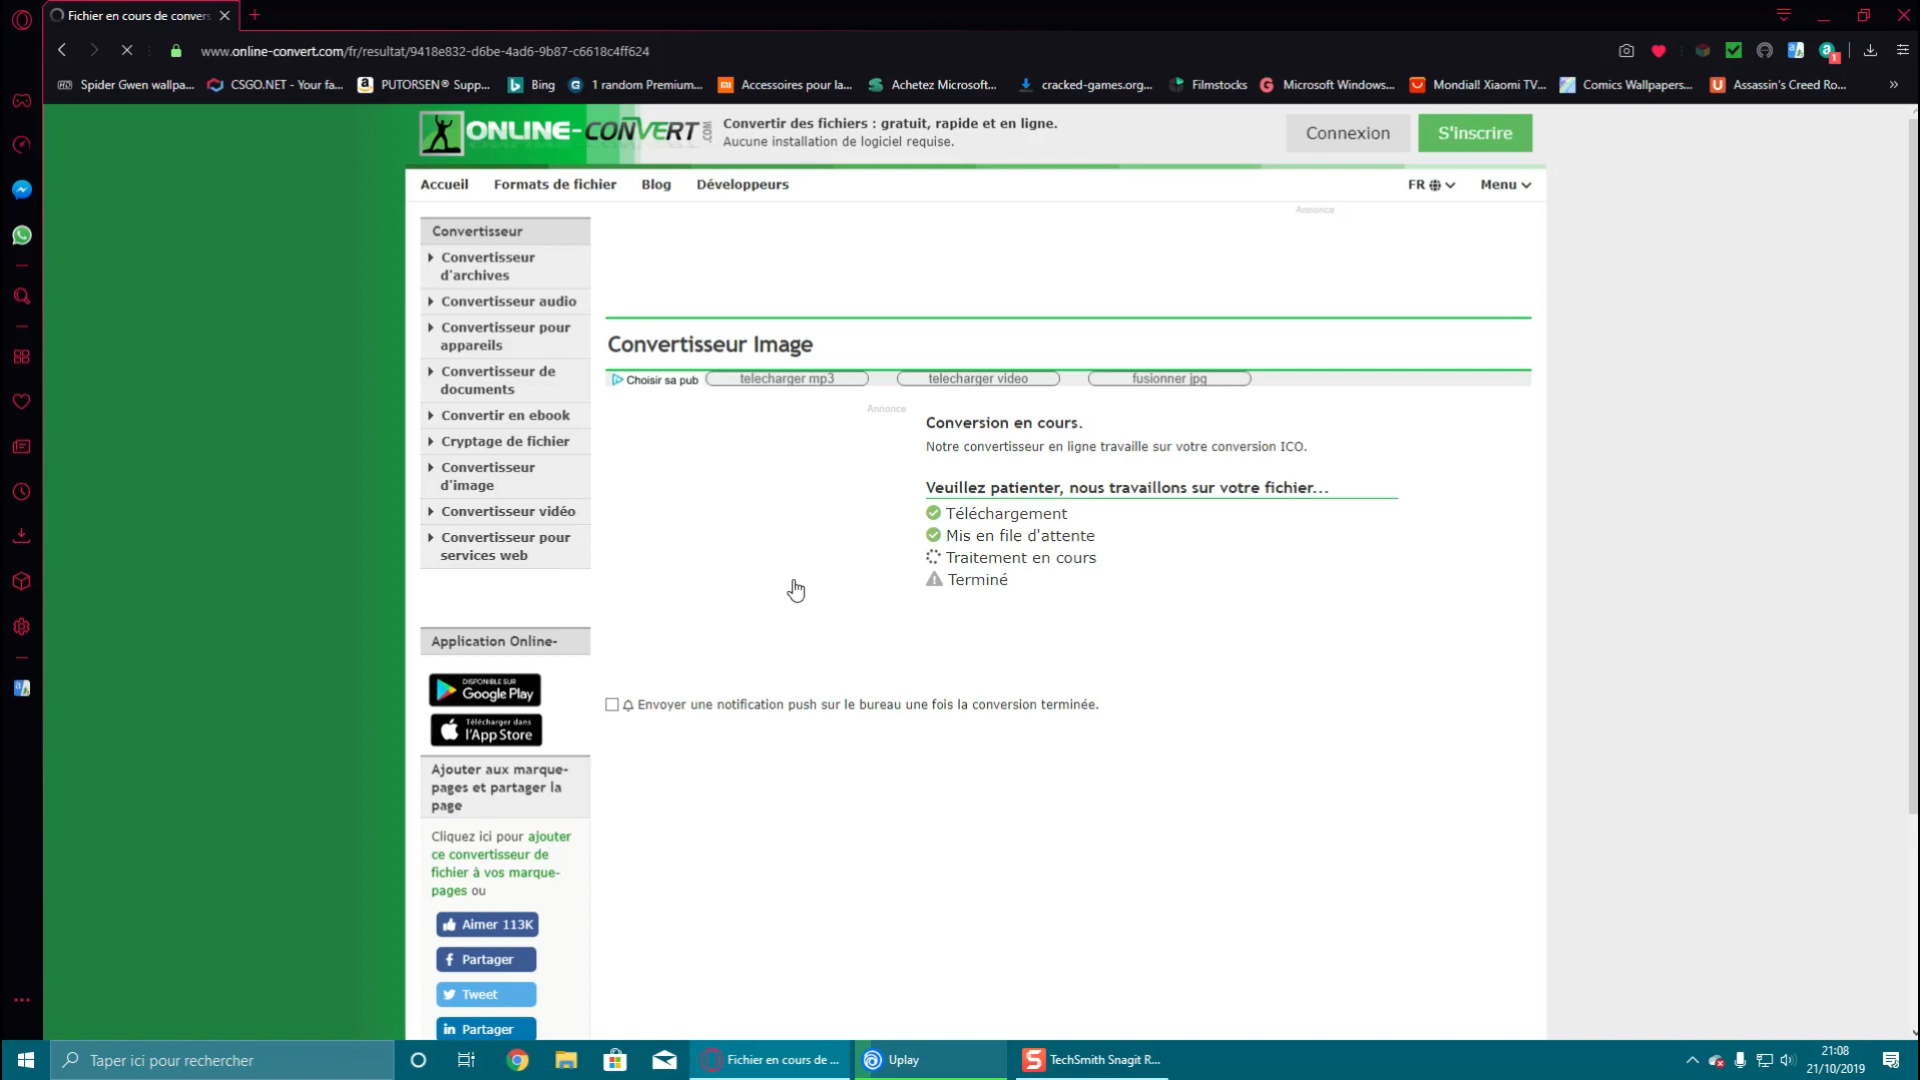 Fichier en cours de convers
www.online-convert.com/fr/resultat/9418e832-d6be-4ad6-9b87-c6618c4ff624
Spider Gwen wallpa...
CSGO.NET - Your fa...
PUTORSEN® Supp...
Bing
1 random Premium...
Accessoires pour la...
Achetez Microsoft...
cracked-games.org...
Filmstocks
Microsoft Windows...
Mondial! Xiaomi TV...
Comics Wallpapers...
Assassin's Creed Ro...
»
ONLINE-CONVERT.COM
Convertir des fichiers : gratuit, rapide et en ligne.
Aucune installation de logiciel requise.
Connexion
S'inscrire
Accueil
Formats de fichier
Blog
Développeurs
FR
Menu
Annonce
Convertisseur
Convertisseur
d'archives
Convertisseur audio
Convertisseur pour
appareils
Convertisseur de
documents
Convertir en ebook
Cryptage de fichier
Convertisseur
d'image
Convertisseur vidéo
Convertisseur pour
services web
Convertisseur Image
Choisir sa pub
telecharger mp3
telecharger video
fusionner jpg
Annonce
Conversion en cours.
Notre convertisseur en ligne travaille sur votre conversion ICO.
Veuillez patienter, nous travaillons sur votre fichier...
Téléchargement
Mis en file d'attente
Traitement en cours
Terminé
Envoyer une notification push sur le bureau une fois la conversion terminée.
Application Online-
DISPONIBLE SUR
Google Play
Télécharger dans
l'App Store
Ajouter aux marque-
pages et partager la
page
Cliquez ici pour ajouter
ce convertisseur de
fichier à vos marque-
pages ou
Aimer 113K
Partager
Tweet
Partager
Taper ici pour rechercher
Fichier en cours de ...
Uplay
TechSmith Snagit R...
21:08
21/10/2019